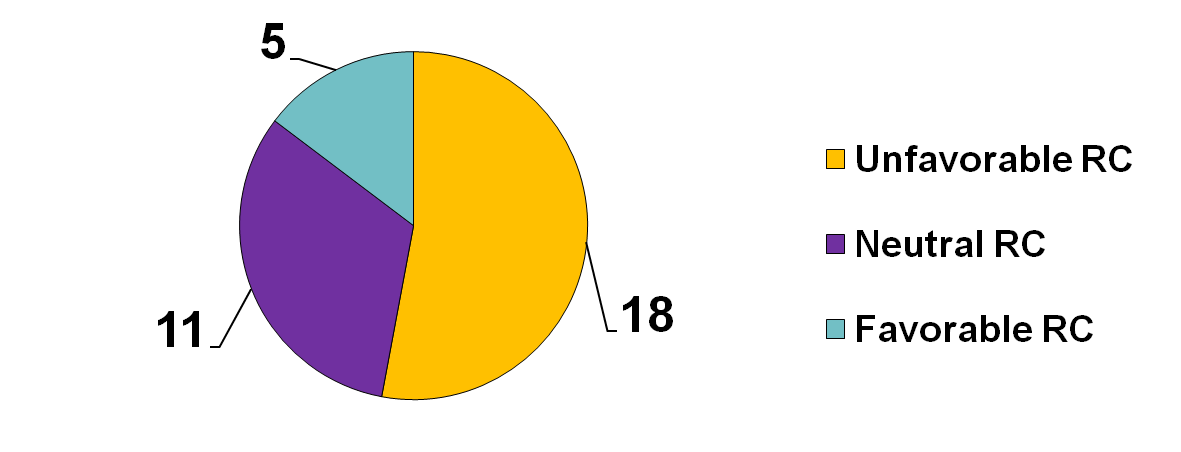 5
11
18
Unfavorable RC
Neutral RC
Favorable RC